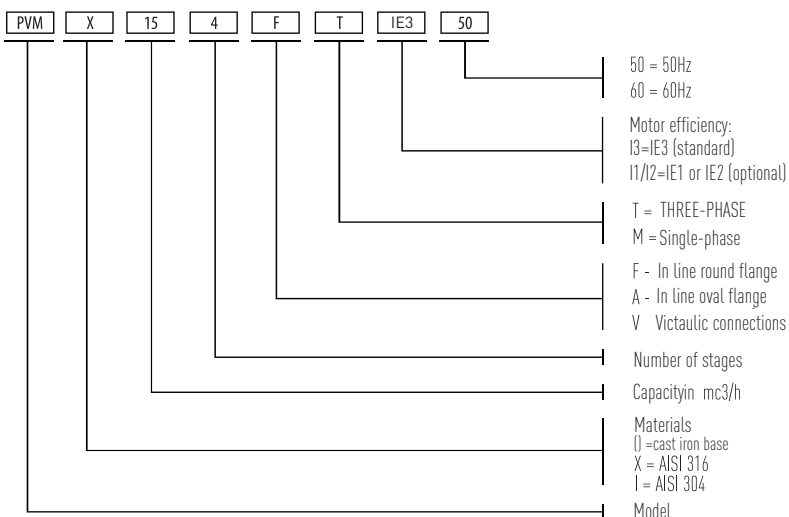 PVM X 15 4 F T IE3 50
50 = 50Hz
60 = 60Hz
Motor efficiency:
I3=IE3 (standard)
I1/I2=IE1 or IE2 (optional)
T = THREE-PHASE
M = Single-phase
F - In line round flange
A - In line oval flange
V Victaulic connections
Number of stages
Capacityin mc3/h
Materials
() =cast iron base
X = AISI 316
I = AISI 304
Model